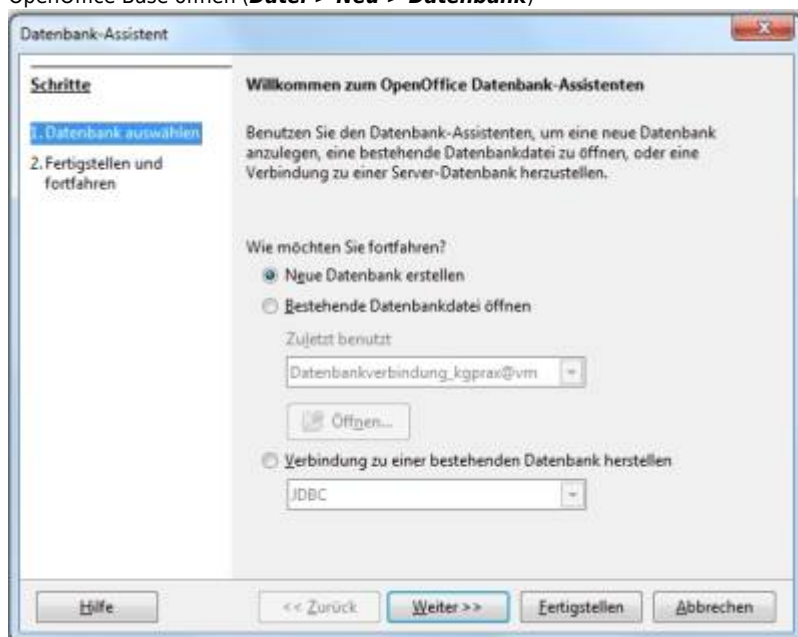 OpenOffice Base öffnen (Datei > Neu > Datenbank)
Datenbank-Assistent
Schritte
1. Datenbank auswählen
2. Fertigstellen und
fortfahren
Willkommen zum OpenOffice Datenbank-Assistenten
Benutzen Sie den Datenbank-Assistenten, um eine neue Datenbank
anzulegen, eine bestehende Datenbankdatei zu öffnen, oder eine
Verbindung zu einer Server-Datenbank herzustellen.
Wie möchten Sie fortfahren?
Neue Datenbank erstellen
Bestehende Datenbankdatei öffnen
Zuletzt benutzt
Datenbankverbindung_kgprax@vm
Öffnen...
Verbindung zu einer bestehenden Datenbank herstellen
JDBC
Hilfe
<< Zurück
Weiter >>
Fertigstellen
Abbrechen